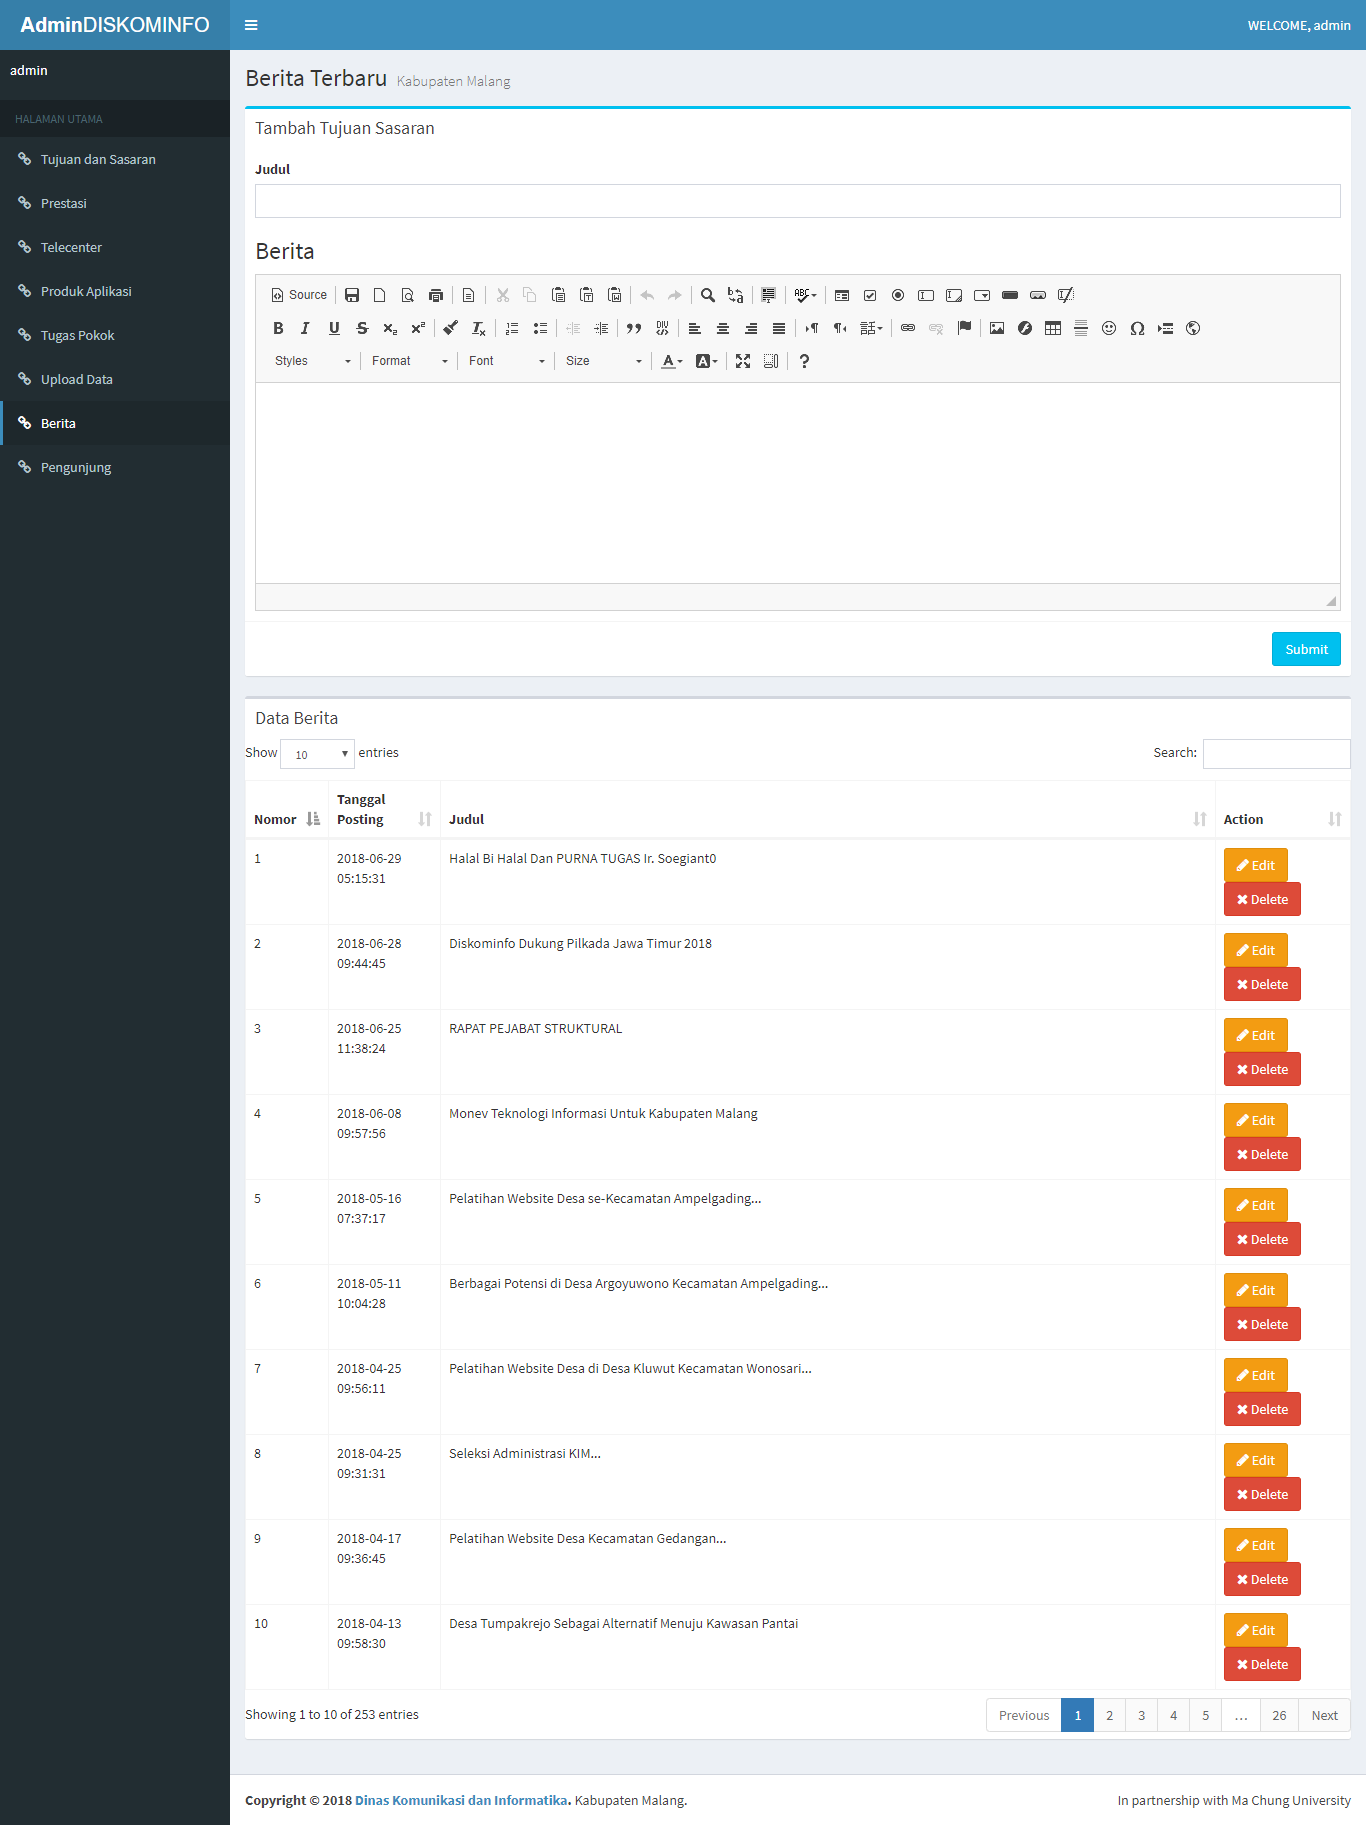 AdminDISKOMINFO
WELCOME, admin
admin
HALAMAN UTAMA
Tujuan dan Sasaran
Prestasi
Telecenter
Produk Aplikasi
Tugas Pokok
Upload Data
Berita
Pengunjung
Berita Terbaru Kabupaten Malang
Tambah Tujuan Sasaran
Judul
Berita
Source
Styles Format Font Size
Submit
Data Berita
Show 10 entries Search:
Nomor Tanggal Posting Judul Action
1 2018-06-29 05:15:31 Halal Bi Halal Dan PURNA TUGAS Ir. Soegiant0 Edit Delete
2 2018-06-28 09:44:45 Diskominfo Dukung Pilkada Jawa Timur 2018 Edit Delete
3 2018-06-25 11:38:24 RAPAT PEJABAT STRUKTURAL Edit Delete
4 2018-06-08 09:57:56 Monev Teknologi Informasi Untuk Kabupaten Malang Edit Delete
5 2018-05-16 07:37:17 Pelatihan Website Desa se-Kecamatan Ampelgading... Edit Delete
6 2018-05-11 10:04:28 Berbagai Potensi di Desa Argoyuwono Kecamatan Ampelgading... Edit Delete
7 2018-04-25 09:56:11 Pelatihan Website Desa di Desa Kluwut Kecamatan Wonosari... Edit Delete
8 2018-04-25 09:31:31 Seleksi Administrasi KIM... Edit Delete
9 2018-04-17 09:36:45 Pelatihan Website Desa Kecamatan Gedangan... Edit Delete
10 2018-04-13 09:58:30 Desa Tumpakrejo Sebagai Alternatif Menuju Kawasan Pantai Edit Delete
Showing 1 to 10 of 253 entries Previous 1 2 3 4 5 … 26 Next
Copyright © 2018 Dinas Komunikasi dan Informatika. Kabupaten Malang. In partnership with Ma Chung University